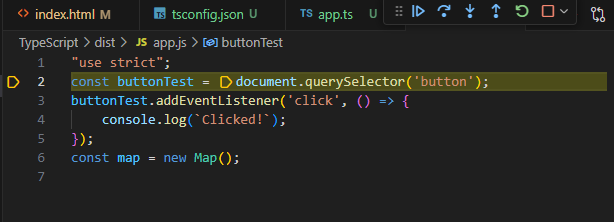 index.html U
tsconfig.json U
TS app.ts U
TypeScript > dist > JS app.js > buttonTest
1 "use strict";
2 const buttonTest = document.querySelector('button');
3 buttonTest.addEventListener('click', () => {
4     console.log(`Clicked!`);
5 });
6 const map = new Map();
7